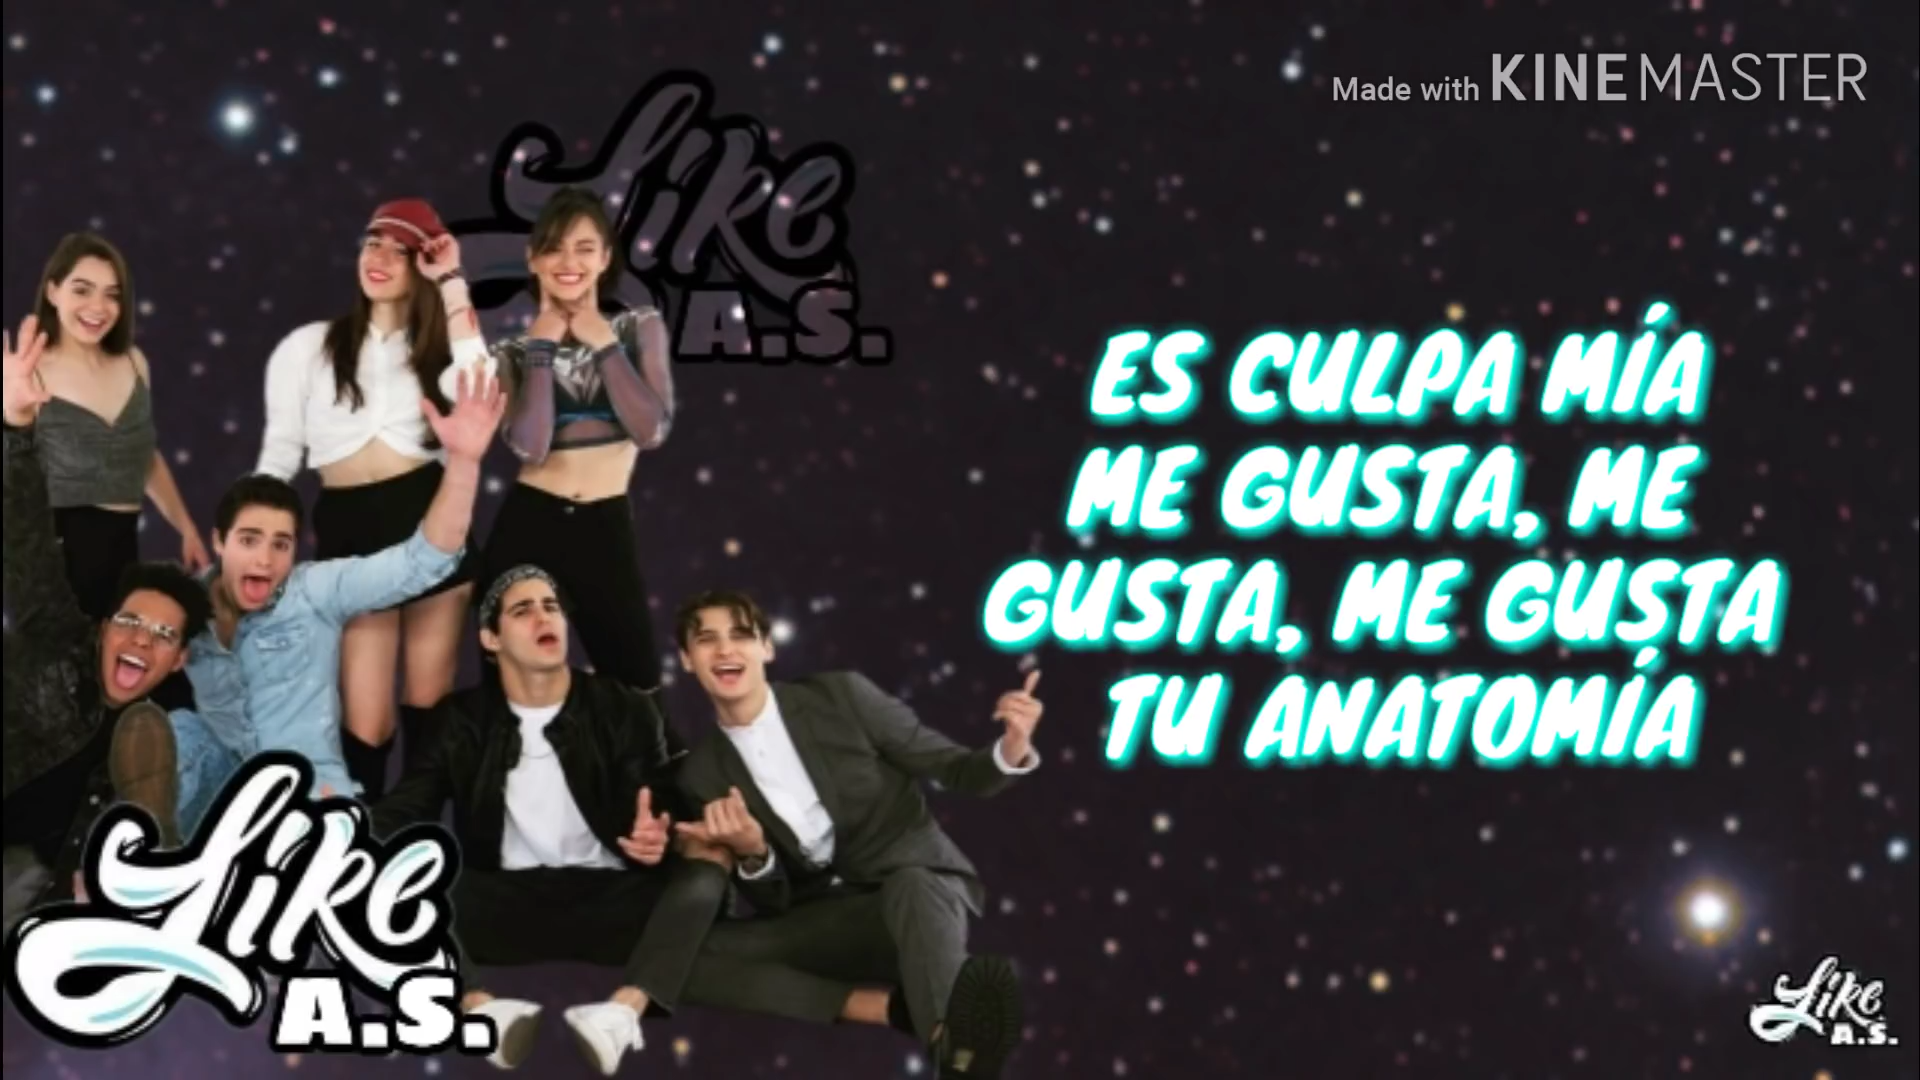 Made with KINEMASTER
Like
A.S.
ES CULPA MÍA
ME GUSTA, ME
GUSTA, ME GUSTA
TU ANATOMÍA
Like
A.S.
Like
A.S.